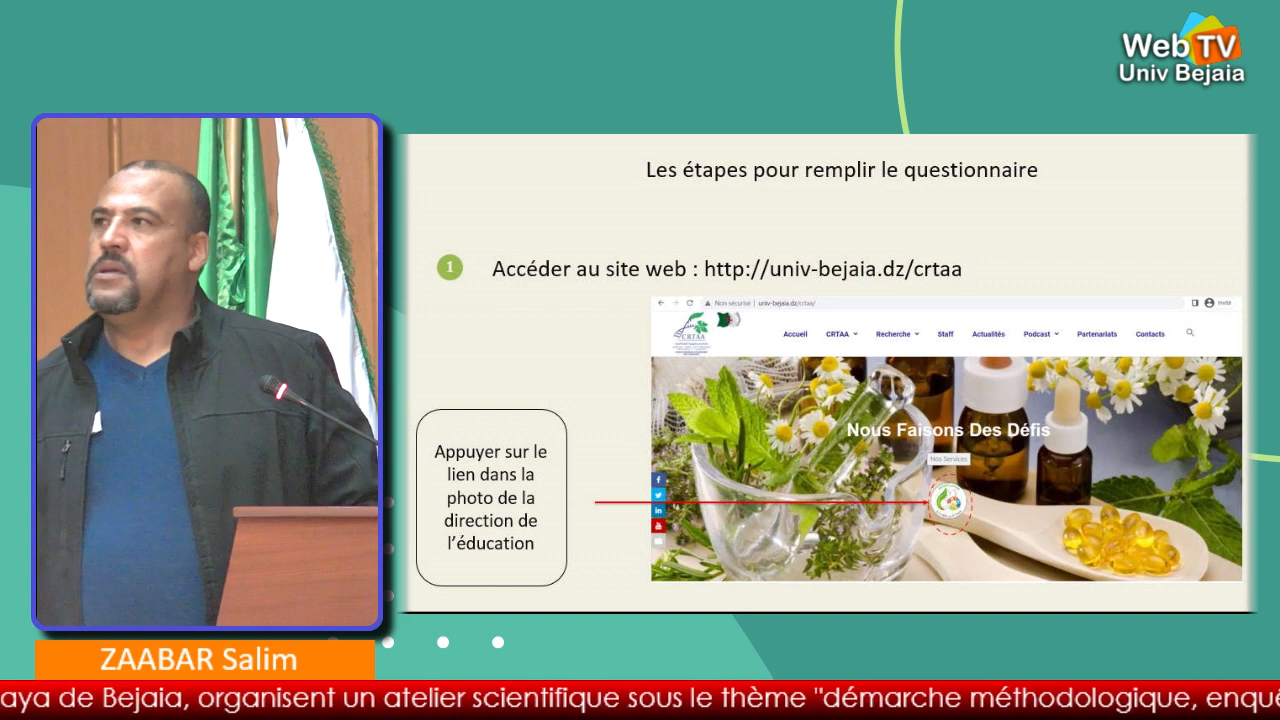 Web TV
Univ Bejaia
Les étapes pour remplir le questionnaire
1 Accéder au site web : http://univ-bejaia.dz/crtaa
Non sécurisé | univ-bejaia.dz/crtaa/
Invité
CRTAA
Accueil CRTAA Recherche Staff Actualités Podcast Partenariats Contacts
Nous Faisons Des Défis
Nos Services
Appuyer sur le
lien dans la
photo de la
direction de
l'éducation
ZAABAR Salim
aya de Bejaia, organisent un atelier scientifique sous le thème "démarche méthodologique, enqu